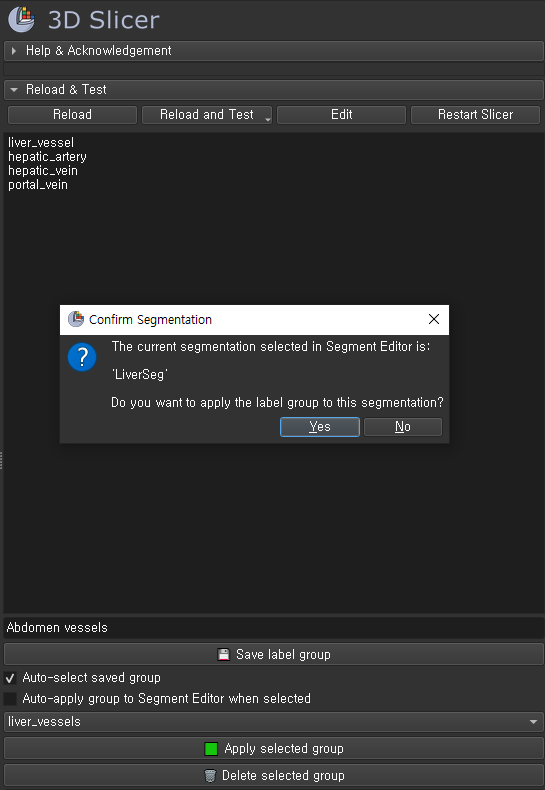 3D Slicer
Help & Acknowledgement
Reload & Test
Reload
Reload and Test
Edit
Restart Slicer
liver_vessel
hepatic_artery
hepatic_vein
portal_vein
Confirm Segmentation
The current segmentation selected in Segment Editor is:
'LiverSeg'
Do you want to apply the label group to this segmentation?
Yes
No
Abdomen vessels
Save label group
Auto-select saved group
Auto-apply group to Segment Editor when selected
liver_vessels
Apply selected group
Delete selected group